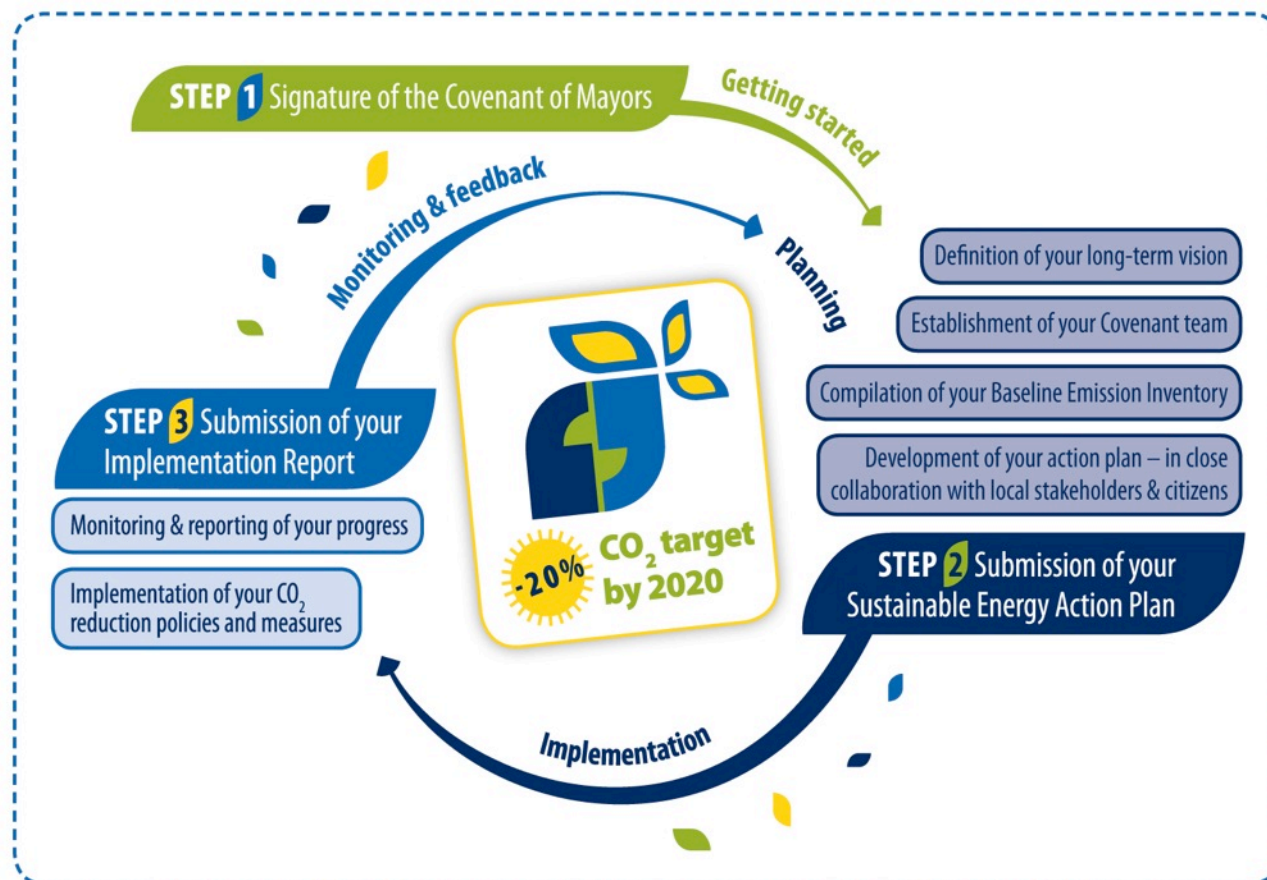 STEP 1 Signature of the Covenant of Mayors
Getting started
Monitoring & feedback
Planning
Definition of your long-term vision
Establishment of your Covenant team
Compilation of your Baseline Emission Inventory
Development of your action plan – in close
collaboration with local stakeholders & citizens
STEP 2 Submission of your
Sustainable Energy Action Plan
Implementation
STEP 3 Submission of your
Implementation Report
Monitoring & reporting of your progress
Implementation of your CO₂
reduction policies and measures
-20%
CO₂ target
by 2020